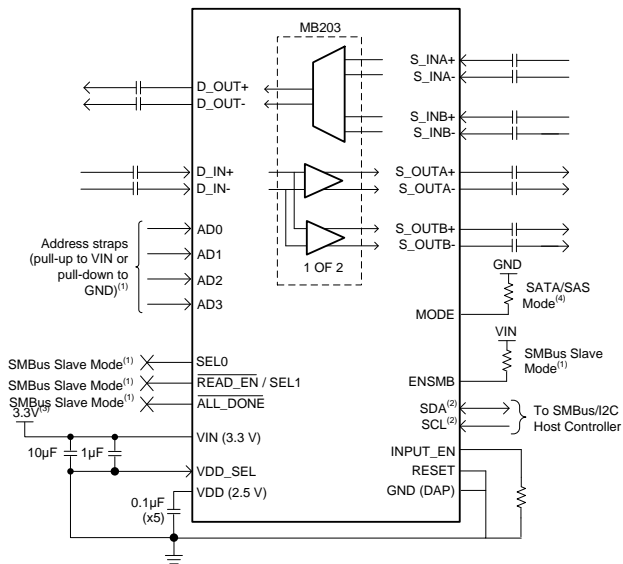 MB203
D_OUT+
D_OUT-
S_INA+
S_INA-
S_INB+
S_INB-
D_IN+
D_IN-
S_OUTA+
S_OUTA-
S_OUTB+
S_OUTB-
1 OF 2
Address straps
(pull-up to VIN or
pull-down to
GND)(1)
AD0
AD1
AD2
AD3
GND
SATA/SAS
Mode(4)
MODE
VIN
SMBus Slave
Mode(1)
ENSMB
SMBus Slave Mode(1)
SEL0
SMBus Slave Mode(1)
READ_EN / SEL1
SMBus Slave Mode(1)
ALL_DONE
SDA(2)
SCL(2)
To SMBus/I2C
Host Controller
3.3V(3)
VIN (3.3 V)
10µF
1µF
INPUT_EN
RESET
GND (DAP)
VDD_SEL
VDD (2.5 V)
0.1µF
(x5)